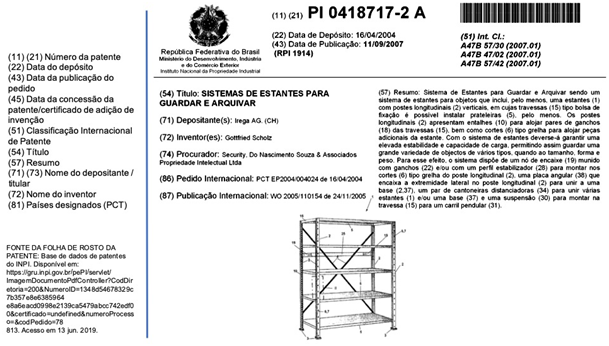 (11) (21) Número da patente
(22) Data do depósito
(43) Data da publicação do
pedido
(45) Data da concessão da
patente/certificado de adição de
invenção
(51) Classificação Internacional
de Patente
(54) Título
(57) Resumo
(71) (73) Nome do depositante /
titular
(72) Nome do inventor
(81) Países designados (PCT)
FONTE DA FOLHA DE ROSTO DA
PATENTE: Base de dados de patentes
do INPI. Disponível em:
https://gru.inpi.gov.br/pePI/servlet/
ImagemDocumentoPdfController?CodDir
etoria=200&NumeroID=1348d54678329c
7b357e8e6385964
e8a6eacd0998e2139ca5479abcc742edf0
0&certificado=undefined&numeroProcess
o=&codPedido=78
813. Acesso em 13 jun. 2019.
República Federativa do Brasil
Ministério do Desenvolvimento, Indústria
e do Comércio Exterior
Instituto Nacional da Propriedade Industrial
(11) (21) PI 0418717-2 A
(22) Data de Depósito: 16/04/2004
(43) Data de Publicação: 11/09/2007
(RPI 1914)
(51) Int. Cl.:
A47B 57/30 (2007.01)
A47B 47/02 (2007.01)
A47B 57/42 (2007.01)
(54) Título: SISTEMAS DE ESTANTES PARA
GUARDAR E ARQUIVAR
(71) Depositante(s): Irega AG. (CH)
(72) Inventor(es): Gottfried Scholz
(74) Procurador: Security, Do Nascimento Souza & Associados
Propriedade Intelectual Ltda
(86) Pedido Internacional: PCT EP2004/004024 de 16/04/2004
(87) Publicação Internacional: WO 2005/110154 de 24/11/2005
(57) Resumo: Sistema de Estantes para Guardar e Arquivar sendo um
sistema de estantes para objetos que inclui, pelo menos, uma estantes (1)
com postes longitudinais (2) verticais, em cujas travessas (15) tipo bolsa de
fixação é possível instalar prateleiras (5), pelo menos. Os postes
longitudinais (2) apresentam entalhes (10) para alojar pares de ganchos
(18) das travessas (15), bem como cortes (6) tipo grelha para alojar peças
adicionais da estante. Com o sistema de estantes deverse-á garantir uma
elevada estabilidade e capacidade de carga, permitindo assim guardar uma
grande variedade de objetos de vários tipos, quando ao tamanho, forma e
peso. Para esse efeito, o sistema dispõe de um nó de encaixe (19) munido
com ganchos (22) e/ou com um perfil estabilizador (28) para montar nos
cortes (6) tipo grelha do poste longitudinal (2), uma placa angular (38) que
encaixa a extremidade lateral no poste longitudinal (2) para unir a uma
base (2,37), um par de cantoneiras distanciadoras (34) para unir várias
estantes (1) e/ou uma base (37) e uma suspensão (30) para montar na
travessa (15) para um carril pendular (31).